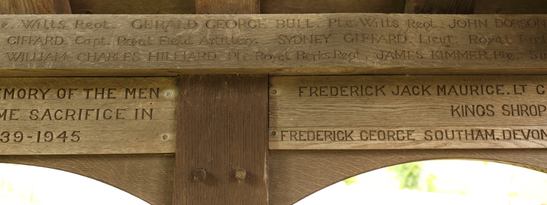 e. Wilts Regt. GERALD GEORGE BULL. Pte. Wilts Regt. JOHN DOBSON
GIFFARD Capt. Royal Field Artillery. SYDNEY GIFFARD. Lieut. Royal Field
WILLIAM CHARLES HILLIARD Pte Royal Berks Regt. JAMES KIMMER Pte.
EMORY OF THE MEN
ME SACRIFICE IN
39-1945
FREDERICK JACK MAURICE. LT C
KINGS SHROP
FREDERICK GEORGE SOUTHAM. DEVON